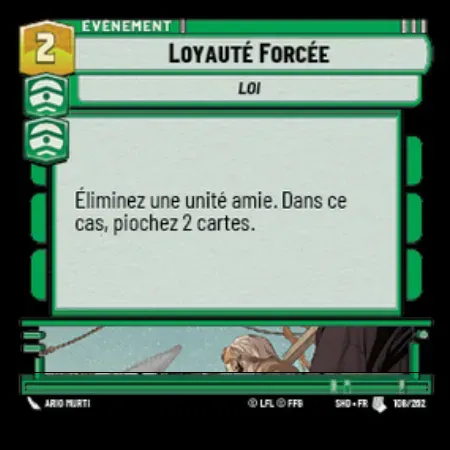 ÉVÉNEMENT
2
LOYAUTÉ FORCÉE
LOI
Éliminez une unité amie. Dans ce
cas, piochez 2 cartes.
ARIO MURTI
© LFL © FFG
SHD • FR
108/262